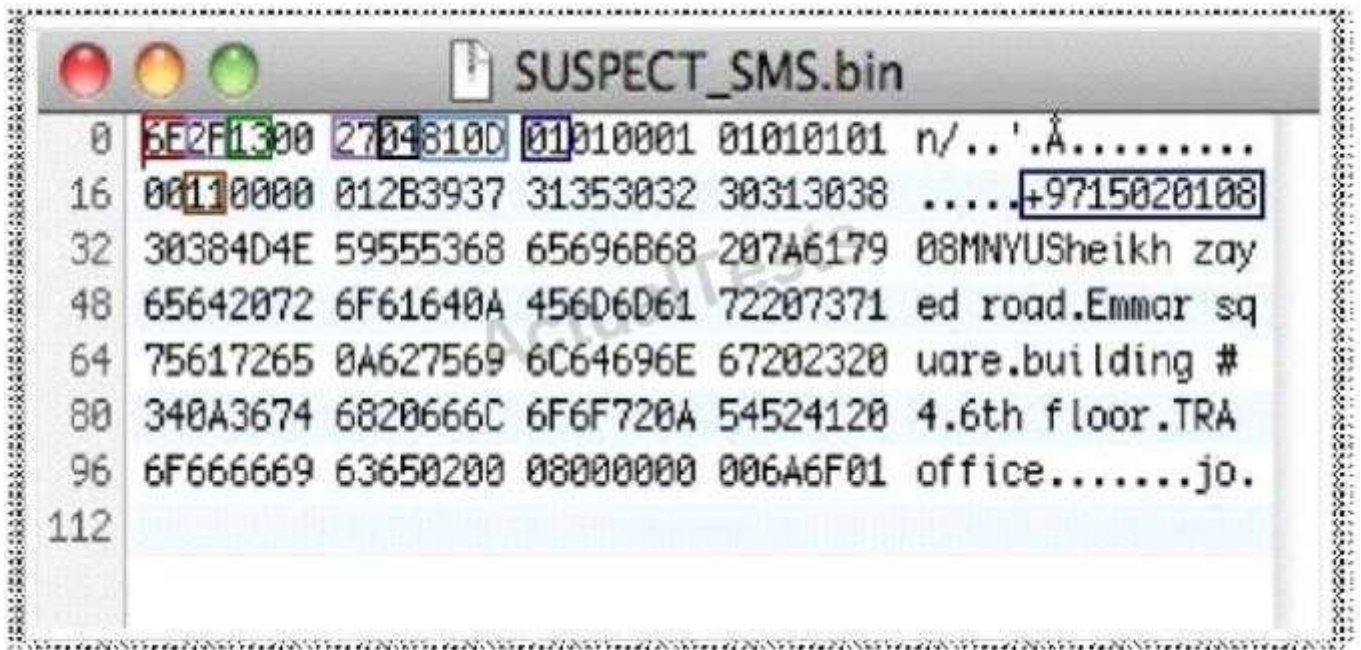 SUSPECT_SMS.bin
0 6E2F1300 2704810D 01010001 01010101 n/..'.Å.........
16 00110000 012B3937 31353032 30313038 .....+9715020108
32 30384D4E 59555368 65696B68 207A6179 08MNYUSheikh zay
48 65642072 6F61640A 456D6D61 72207371 ed road.Emmar sq
64 75617265 0A627569 6C64696E 67202320 uare.building #
80 340A3674 6820666C 6F6F720A 54524120 4.6th floor.TRA
96 6F666669 63650200 08000000 006A6F01 office.......jo.
112
ActualTests